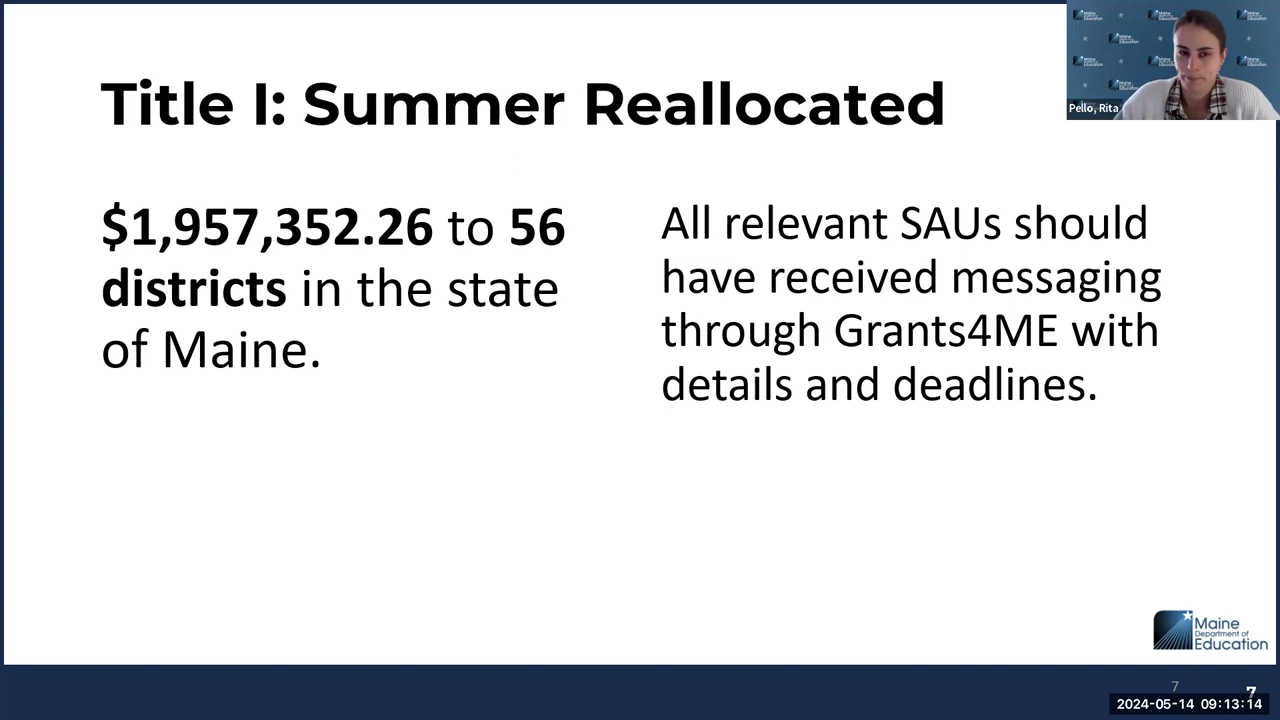 Title I: Summer Reallocated
$1,957,352.26 to 56
districts in the state
of Maine.
All relevant SAUs should
have received messaging
through Grants4ME with
details and deadlines.
Pello, Rita
Maine
Department of
Education
7
7
2024-05-14 09:13:14